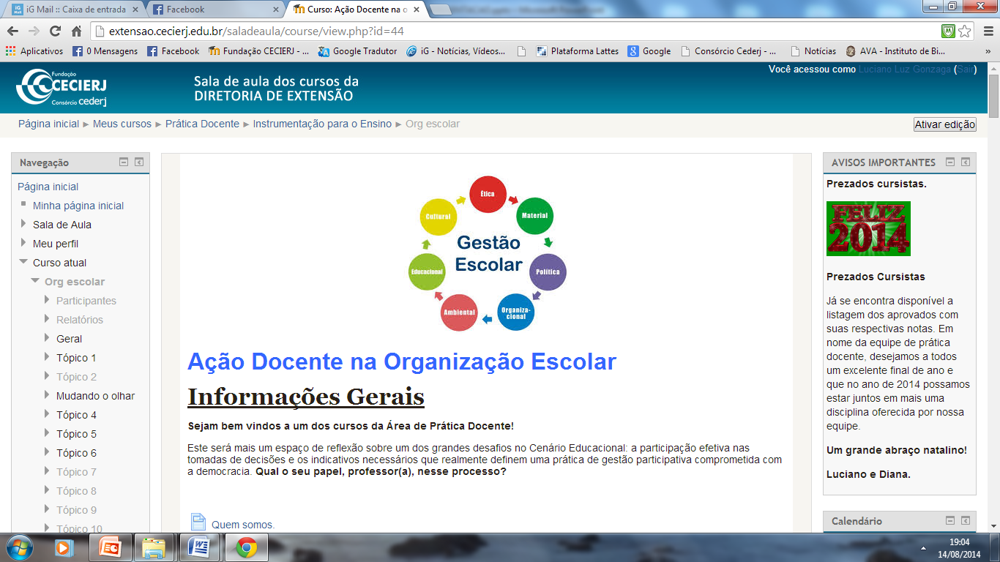 iG Mail :: Caixa de entrada
Facebook
Curso: Ação Docente na o
extensao.cecierj.edu.br/saladeaula/course/view.php?id=44
Aplicativos
0 Mensagens
Facebook
Fundação CECIERJ - ...
Google Tradutor
iG - Notícias, Vídeos...
Plataforma Lattes
Google
Consórcio Cederj - ...
Notícias
AVA - Instituto de Bi...
»
Fundação
CECIERJ
Consórcio cederj
Sala de aula dos cursos da
DIRETORIA DE EXTENSÃO
Você acessou como Luciano Luz Gonzaga (Sair)
Página inicial ► Meus cursos ► Prática Docente ► Instrumentação para o Ensino ► Org escolar
Ativar edição
Navegação
Página inicial
Minha página inicial
Sala de Aula
Meu perfil
Curso atual
Org escolar
Participantes
Relatórios
Geral
Tópico 1
Tópico 2
Mudando o olhar
Tópico 4
Tópico 5
Tópico 6
Tópico 7
Tópico 8
Tópico 9
Tópico 10
Ética
Material
Política
Organiza-
cional
Ambiental
Educacional
Cultural
Gestão
Escolar
Ação Docente na Organização Escolar
Informações Gerais
Sejam bem vindos a um dos cursos da Área de Prática Docente!
Este será mais um espaço de reflexão sobre um dos grandes desafios no Cenário Educacional: a participação efetiva nas
tomadas de decisões e os indicativos necessários que realmente definem uma prática de gestão participativa comprometida com
a democracia. Qual o seu papel, professor(a), nesse processo?
Quem somos.
AVISOS IMPORTANTES
Prezados cursistas.
FELIZ
2014
Prezados Cursistas
Já se encontra disponível a
listagem dos aprovados com
suas respectivas notas. Em
nome da equipe de prática
docente, desejamos a todos
um excelente final de ano e
que no ano de 2014 possamos
estar juntos em mais uma
disciplina oferecida por nossa
equipe.
Um grande abraço natalino!
Luciano e Diana.
Calendário
19:04
14/08/2014